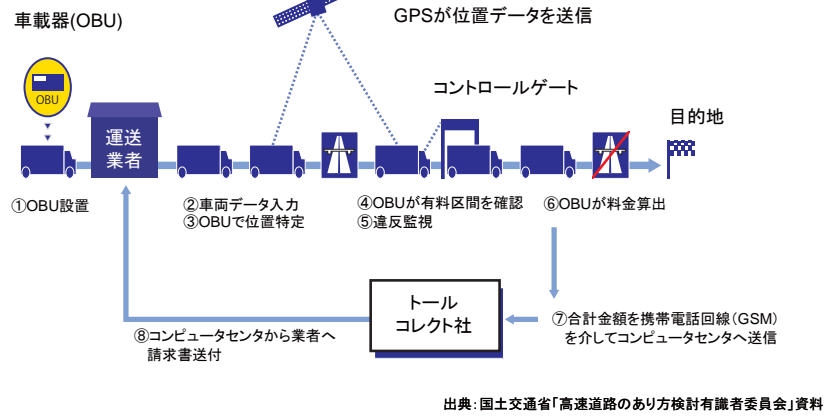 車載器(OBU)
GPSが位置データを送信
コントロールゲート
目的地
OBU
運送
業者
①OBU設置
②車両データ入力
③OBUで位置特定
④OBUが有料区間を確認
⑤違反監視
⑥OBUが料金算出
トール
コレクト社
⑦合計金額を携帯電話回線(GSM)
を介してコンピュータセンタへ送信
⑧コンピュータセンタから業者へ
請求書送付
出典:国土交通省「高速道路のあり方検討有識者委員会」資料